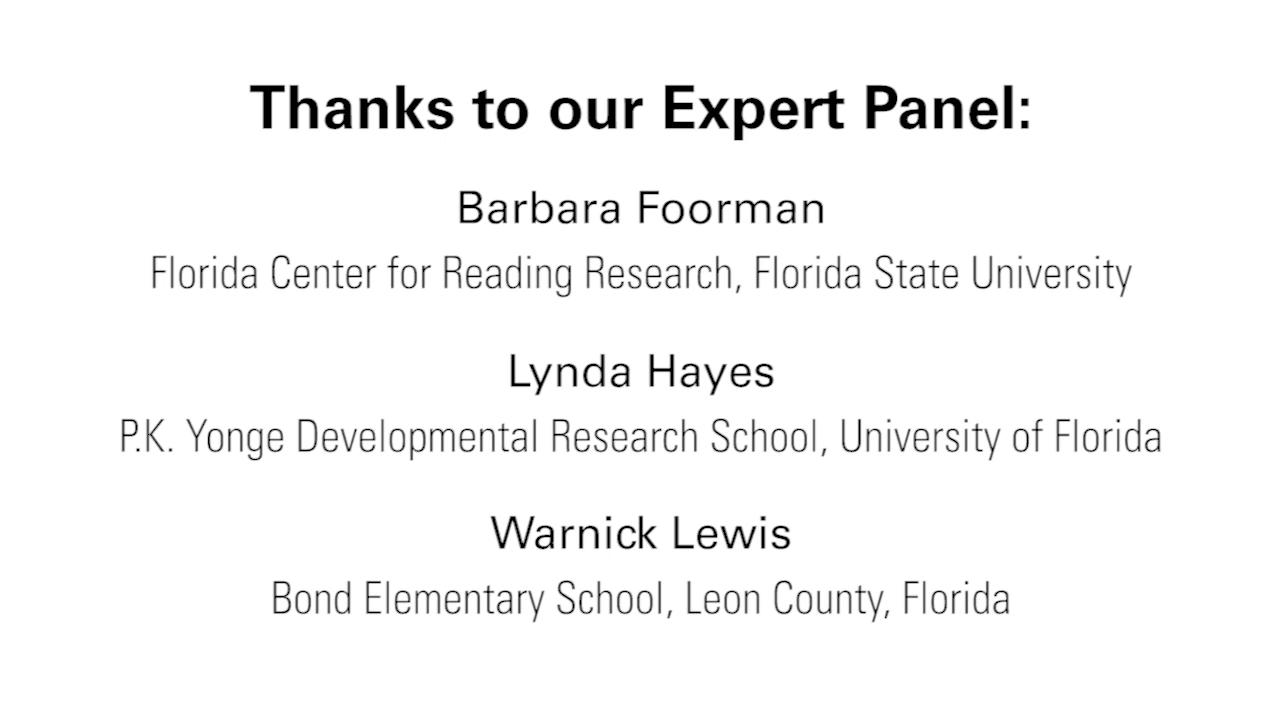 Thanks to our Expert Panel:
Barbara Foorman
Florida Center for Reading Research, Florida State University
Lynda Hayes
P.K. Yonge Developmental Research School, University of Florida
Warnick Lewis
Bond Elementary School, Leon County, Florida